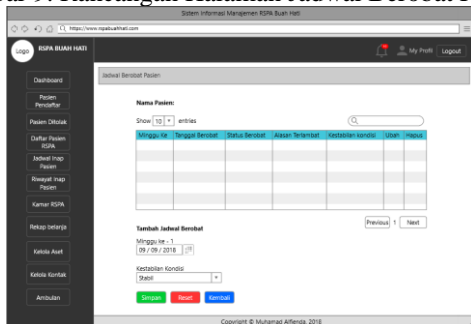 Sistem Informasi Manajemen RSPA Buah Hati
https://www.rspabuahhati.com
Logo
RSPA BUAH HATI
My Profil
Logout
Dashboard
Pasien Pendaftar
Pasien Ditolak
Daftar Pasien RSPA
Jadwal Inap Pasien
Riwayat Inap Pasien
Kamar RSPA
Rekap belanja
Kelola Aset
Kelola Kontak
Ambulan
Jadwal Berobat Pasien
Nama Pasien:
Show 10 entries
Minggu Ke Tanggal Berobat Status Berobat Alasan Terlambat Kestabilan kondisi Ubah Hapus
Previous 1 Next
Tambah Jadwal Berobat
Minggu ke - 1
09 / 09 / 2018
Kestabilan Kondisi
Stabil
Simpan Reset Kembali
Copyright © Muhamad Alfienda, 2018